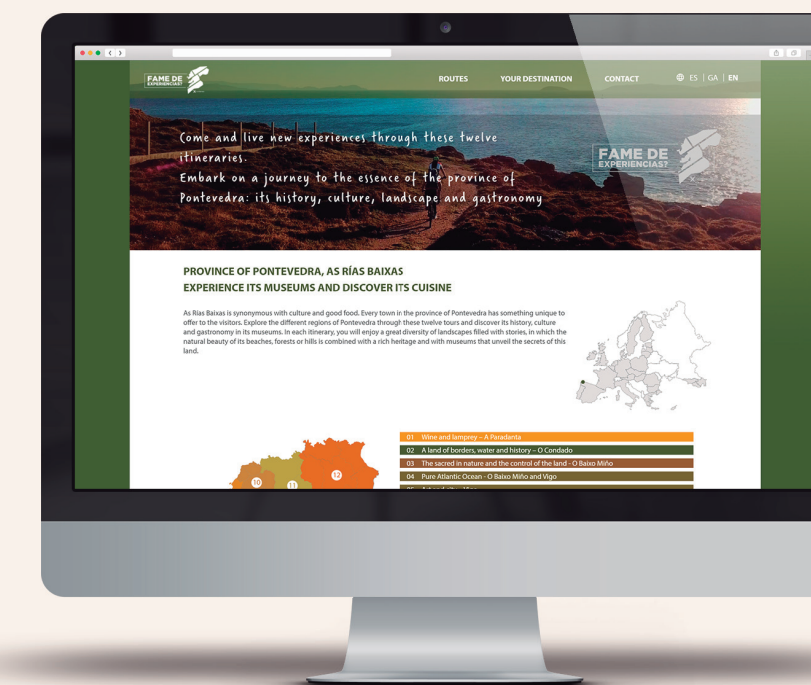 FAME DE
EXPERIENCIAS?
ROUTES
YOUR DESTINATION
CONTACT
ES | GA | EN
Come and live new experiences through these twelve
itineraries.
Embark on a journey to the essence of the province of
Pontevedra: its history, culture, landscape and gastronomy
FAME DE
EXPERIENCIAS?
PROVINCE OF PONTEVEDRA, AS RÍAS BAIXAS
EXPERIENCE ITS MUSEUMS AND DISCOVER ITS CUISINE
As Rías Baixas is synonymous with culture and good food. Every town in the province of Pontevedra has something unique to
offer to the visitors. Explore the different regions of Pontevedra through these twelve tours and discover its history, culture
and gastronomy in its museums. In each itinerary, you will enjoy a great diversity of landscapes filled with stories, in which the
natural beauty of its beaches, forests or hills is combined with a rich heritage and with museums that unveil the secrets of this
land.
01 Wine and lamprey – A Paradanta
02 A land of borders, water and history – O Condado
03 The sacred in nature and the control of the land - O Baixo Miño
04 Pure Atlantic Ocean - O Baixo Miño and Vigo
10
11
12